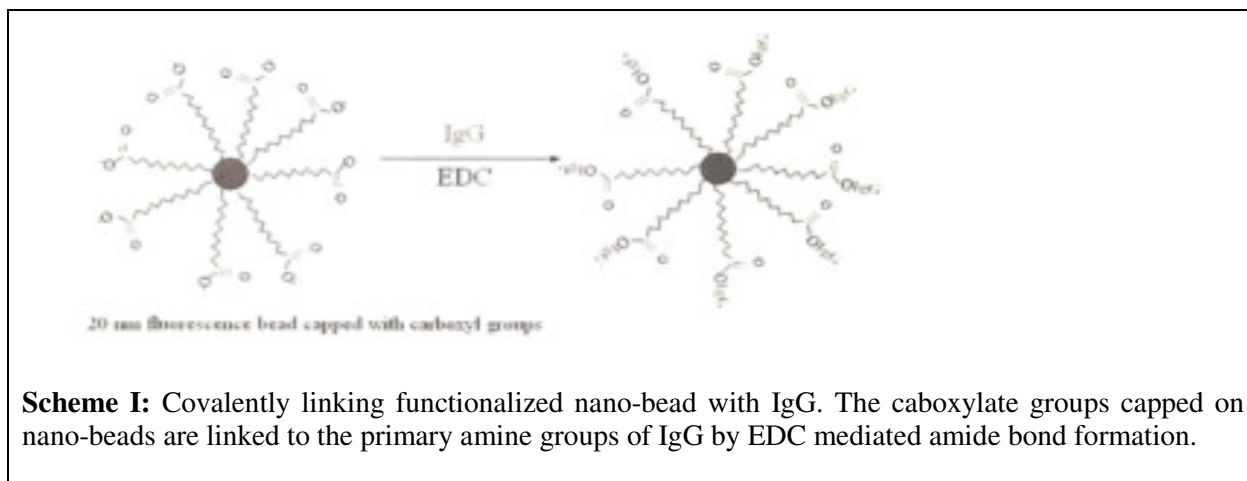 IgG
EDC
20 nm fluorescence bead capped with carboxyl groups
Scheme I: Covalently linking functionalized nano-bead with IgG. The caboxylate groups capped on
nano-beads are linked to the primary amine groups of IgG by EDC mediated amide bond formation.